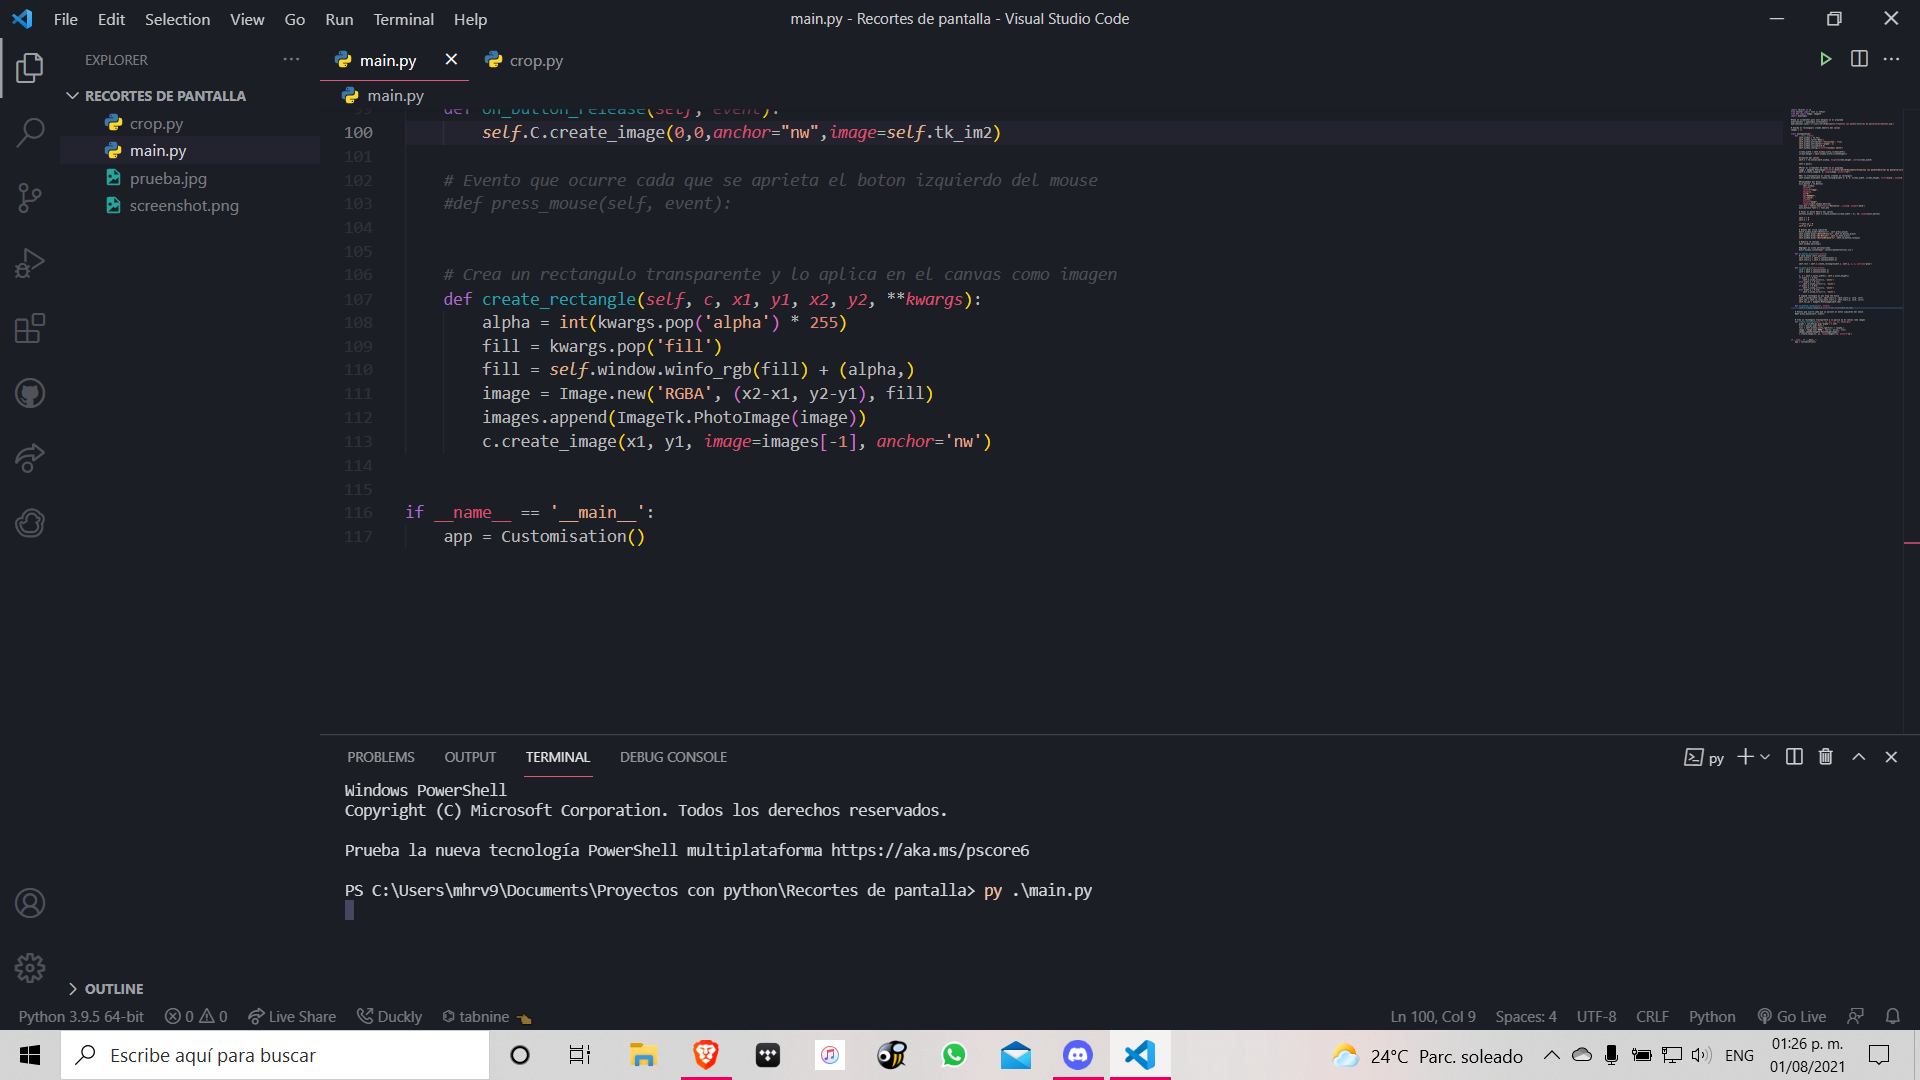 File Edit Selection View Go Run Terminal Help
main.py - Recortes de pantalla - Visual Studio Code
EXPLORER
RECORTES DE PANTALLA
crop.py
main.py
prueba.jpg
screenshot.png
OUTLINE
main.py
crop.py
main.py
def on_button_release(self, event):
100 self.C.create_image(0,0,anchor="nw",image=self.tk_im2)
101
102 # Evento que ocurre cada que se aprieta el boton izquierdo del mouse
103 #def press_mouse(self, event):
104
105
106 # Crea un rectangulo transparente y lo aplica en el canvas como imagen
107 def create_rectangle(self, c, x1, y1, x2, y2, **kwargs):
108 alpha = int(kwargs.pop('alpha') * 255)
109 fill = kwargs.pop('fill')
110 fill = self.window.winfo_rgb(fill) + (alpha,)
111 image = Image.new('RGBA', (x2-x1, y2-y1), fill)
112 images.append(ImageTk.PhotoImage(image))
113 c.create_image(x1, y1, image=images[-1], anchor='nw')
114
115
116 if __name__ == '__main__':
117 app = Customisation()
PROBLEMS OUTPUT TERMINAL DEBUG CONSOLE
py
Windows PowerShell
Copyright (C) Microsoft Corporation. Todos los derechos reservados.
Prueba la nueva tecnología PowerShell multiplataforma https://aka.ms/pscore6
PS C:\Users\mhrv9\Documents\Proyectos con python\Recortes de pantalla> py .\main.py
Python 3.9.5 64-bit 0 0 Live Share Duckly tabnine
Ln 100, Col 9 Spaces: 4 UTF-8 CRLF Python Go Live
Escribe aquí para buscar
24°C Parc. soleado
ENG
01:26 p. m.
01/08/2021